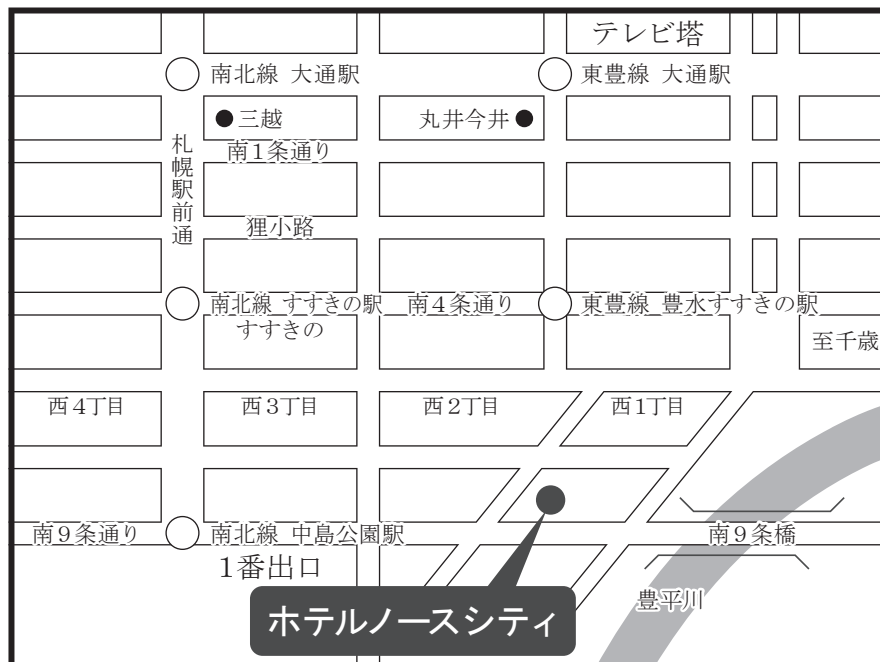 テレビ塔
南北線 大通駅
東豊線 大通駅
三越
丸井今井
南1条通り
札幌駅前通
狸小路
南北線 すすきの駅
南4条通り
東豊線 豊水すすきの駅
すすきの
至千歳
西4丁目
西3丁目
西2丁目
西1丁目
南9条通り
南北線 中島公園駅
南9条橋
1番出口
豊平川
ホテルノースシティ